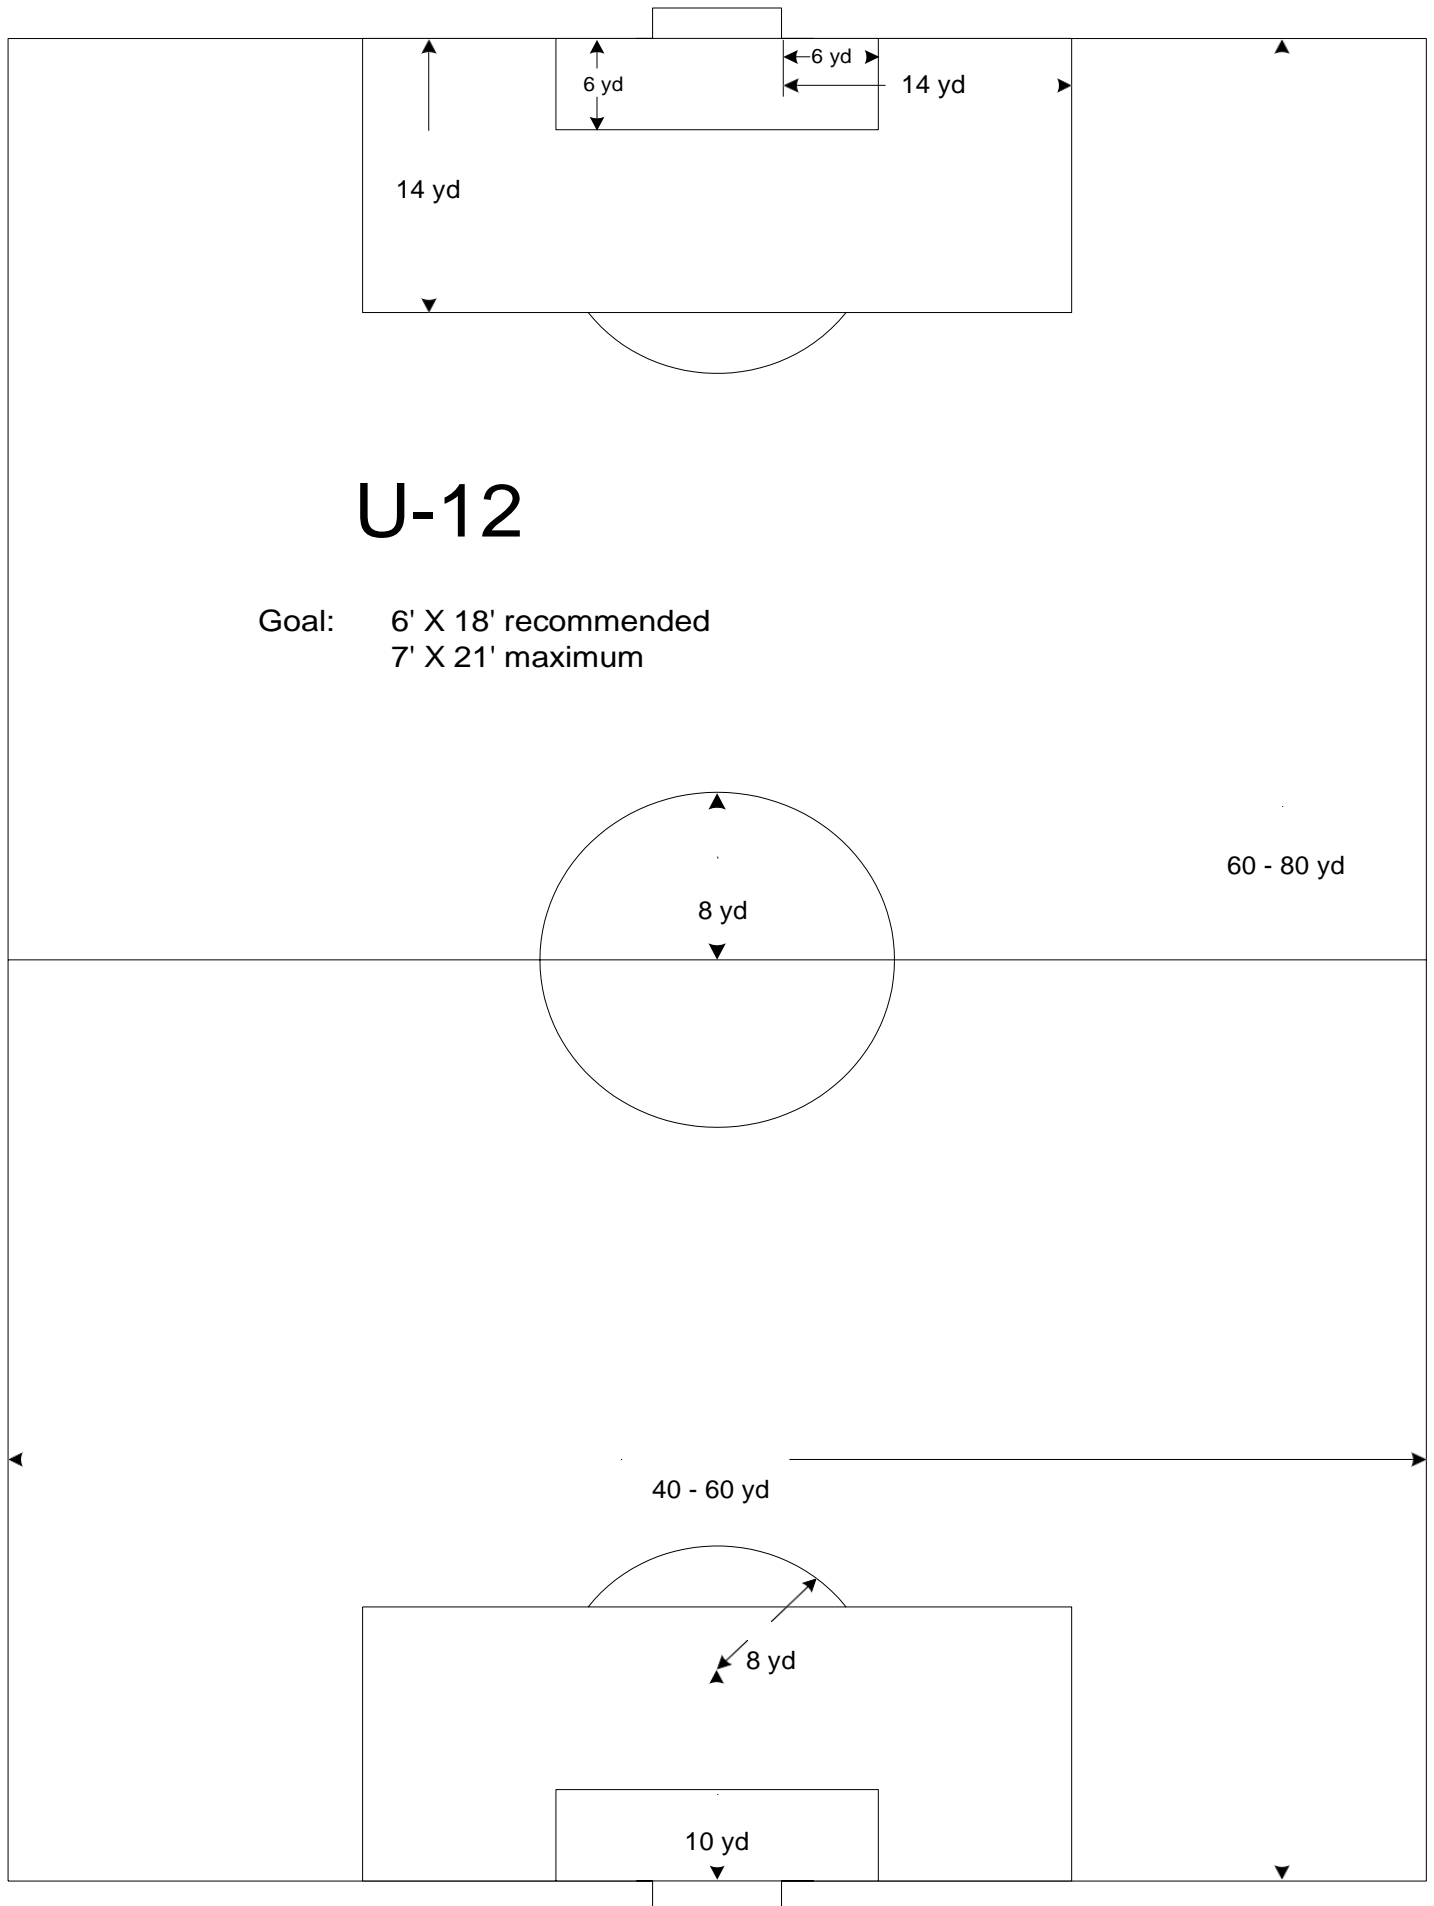 6 yd
6 yd
14 yd
14 yd
U-12
Goal: 6' X 18' recommended
7' X 21' maximum
60 - 80 yd
8 yd
40 - 60 yd
8 yd
10 yd